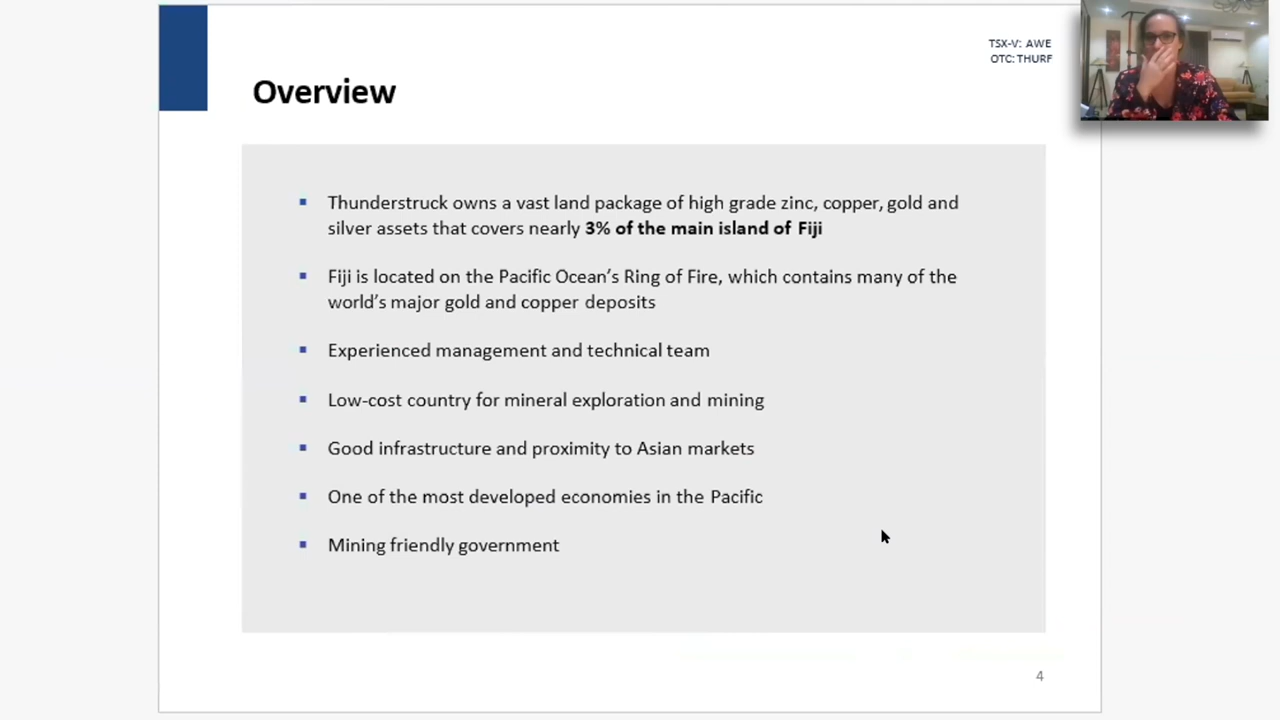 TSX-V: AWE
OTC: THURF
Overview
▪ Thunderstruck owns a vast land package of high grade zinc, copper, gold and
silver assets that covers nearly 3% of the main island of Fiji
▪ Fiji is located on the Pacific Ocean’s Ring of Fire, which contains many of the
world’s major gold and copper deposits
▪ Experienced management and technical team
▪ Low-cost country for mineral exploration and mining
▪ Good infrastructure and proximity to Asian markets
▪ One of the most developed economies in the Pacific
▪ Mining friendly government
4